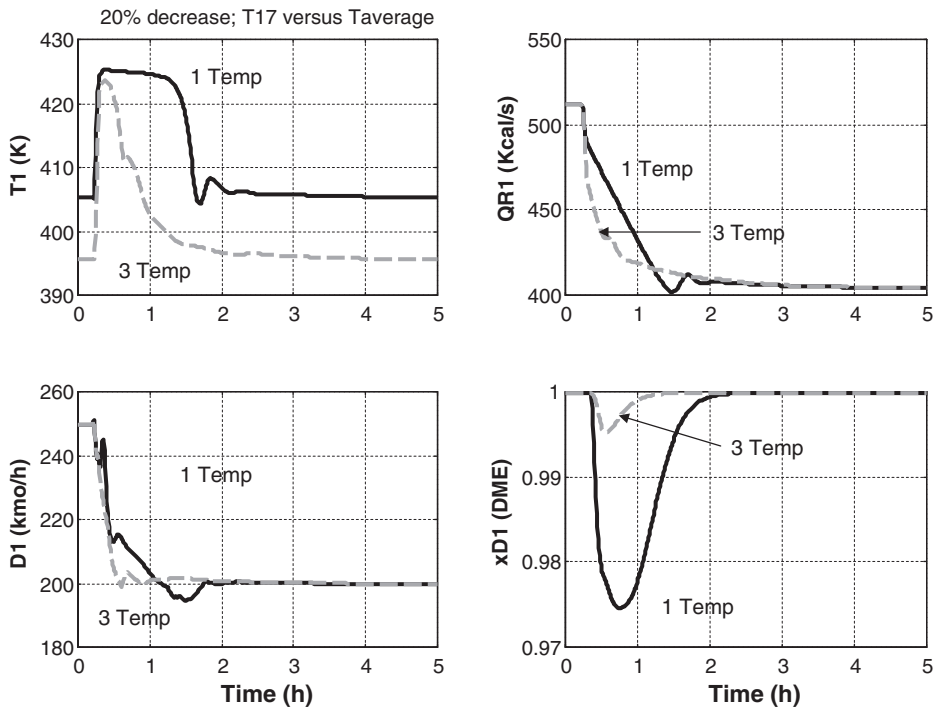 20% decrease; T17 versus Taverage
T1 (K)
430
420
410
400
390
0 1 2 3 4 5
1 Temp
3 Temp
QR1 (Kcal/s)
550
500
450
400
0 1 2 3 4 5
1 Temp
3 Temp
D1 (kmo/h)
260
240
220
200
180
0 1 2 3 4 5
Time (h)
1 Temp
3 Temp
xD1 (DME)
1
0.99
0.98
0.97
0 1 2 3 4 5
Time (h)
3 Temp
1 Temp